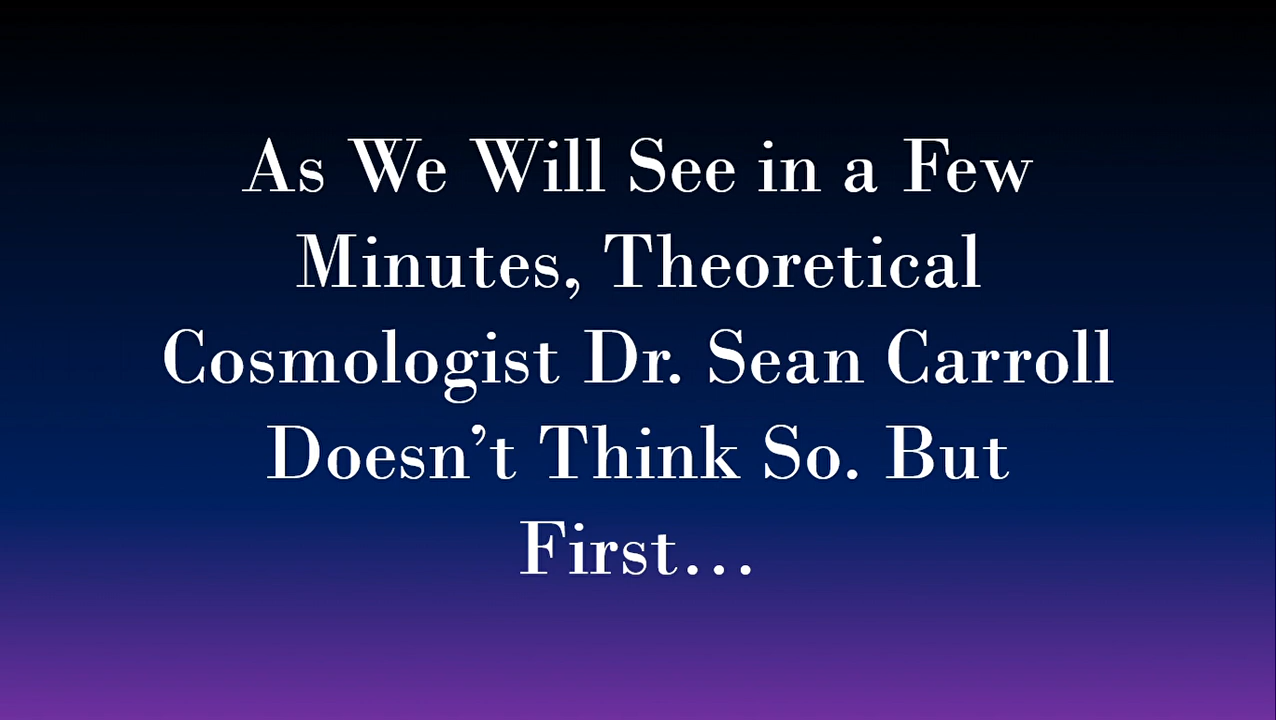 As We Will See in a Few
Minutes, Theoretical
Cosmologist Dr. Sean Carroll
Doesn’t Think So. But
First…